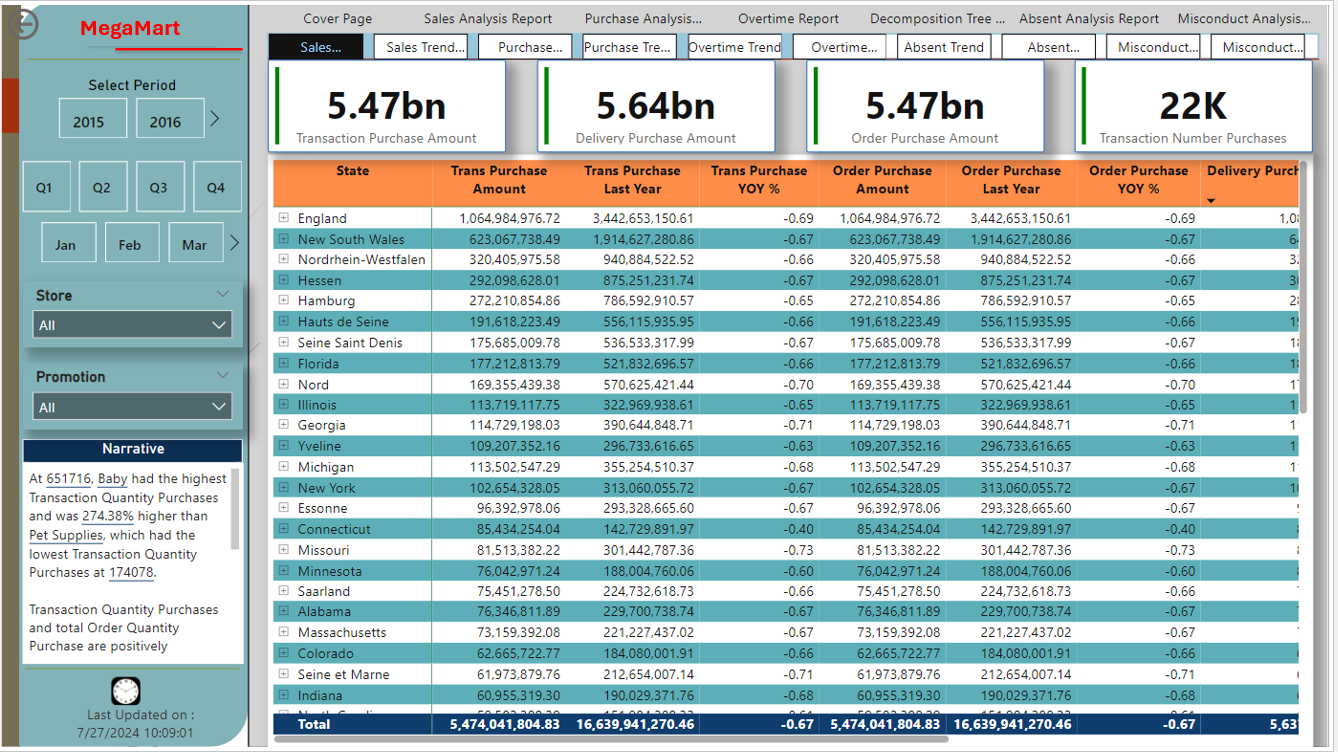 MegaMart
Cover Page Sales Analysis Report Purchase Analysis... Overtime Report Decomposition Tree ... Absent Analysis Report Misconduct Analysis...
Sales... Sales Trend... Purchase... Purchase Tre... Overtime Trend Overtime... Absent Trend Absent... Misconduct... Misconduct...
Select Period
2015 2016
Q1 Q2 Q3 Q4
Jan Feb Mar
Store
All
Promotion
All
Narrative
At 651716, Baby had the highest
Transaction Quantity Purchases
and was 274.38% higher than
Pet Supplies, which had the
lowest Transaction Quantity
Purchases at 174078.
Transaction Quantity Purchases
and total Order Quantity
Purchase are positively
Last Updated on :
7/27/2024 10:09:01
5.47bn
Transaction Purchase Amount
5.64bn
Delivery Purchase Amount
5.47bn
Order Purchase Amount
22K
Transaction Number Purchases
State Trans Purchase Amount Trans Purchase Last Year Trans Purchase YOY % Order Purchase Amount Order Purchase Last Year Order Purchase YOY % Delivery Purch
England 1,064,984,976.72 3,442,653,150.61 -0.69 1,064,984,976.72 3,442,653,150.61 -0.69
New South Wales 623,067,738.49 1,914,627,280.86 -0.67 623,067,738.49 1,914,627,280.86 -0.67
Nordrhein-Westfalen 320,405,975.58 940,884,522.52 -0.66 320,405,975.58 940,884,522.52 -0.66
Hessen 292,098,628.01 875,251,231.74 -0.67 292,098,628.01 875,251,231.74 -0.67
Hamburg 272,210,854.86 786,592,910.57 -0.65 272,210,854.86 786,592,910.57 -0.65
Hauts de Seine 191,618,223.49 556,115,935.95 -0.66 191,618,223.49 556,115,935.95 -0.66
Seine Saint Denis 175,685,009.78 536,533,317.99 -0.67 175,685,009.78 536,533,317.99 -0.67
Florida 177,212,813.79 521,832,696.57 -0.66 177,212,813.79 521,832,696.57 -0.66
Nord 169,355,439.38 570,625,421.44 -0.70 169,355,439.38 570,625,421.44 -0.70
Illinois 113,719,117.75 322,969,938.61 -0.65 113,719,117.75 322,969,938.61 -0.65
Georgia 114,729,198.03 390,644,848.71 -0.71 114,729,198.03 390,644,848.71 -0.71
Yveline 109,207,352.16 296,733,616.65 -0.63 109,207,352.16 296,733,616.65 -0.63
Michigan 113,502,547.29 355,254,510.37 -0.68 113,502,547.29 355,254,510.37 -0.68
New York 102,654,328.05 313,060,055.72 -0.67 102,654,328.05 313,060,055.72 -0.67
Essonne 96,392,978.06 293,328,665.60 -0.67 96,392,978.06 293,328,665.60 -0.67
Connecticut 85,434,254.04 142,729,891.97 -0.40 85,434,254.04 142,729,891.97 -0.40
Missouri 81,513,382.22 301,442,787.36 -0.73 81,513,382.22 301,442,787.36 -0.73
Minnesota 76,042,971.24 188,004,760.06 -0.60 76,042,971.24 188,004,760.06 -0.60
Saarland 75,451,278.50 224,732,618.73 -0.66 75,451,278.50 224,732,618.73 -0.66
Alabama 76,346,811.89 229,700,738.74 -0.67 76,346,811.89 229,700,738.74 -0.67
Massachusetts 73,159,392.08 221,227,437.02 -0.67 73,159,392.08 221,227,437.02 -0.67
Colorado 62,665,722.77 184,080,001.91 -0.66 62,665,722.77 184,080,001.91 -0.66
Seine et Marne 61,973,879.76 212,654,007.14 -0.71 61,973,879.76 212,654,007.14 -0.71
Indiana 60,955,319.30 190,029,371.76 -0.68 60,955,319.30 190,029,371.76 -0.68
Total 5,474,041,804.83 16,639,941,270.46 -0.67 5,474,041,804.83 16,639,941,270.46 -0.67 5,637